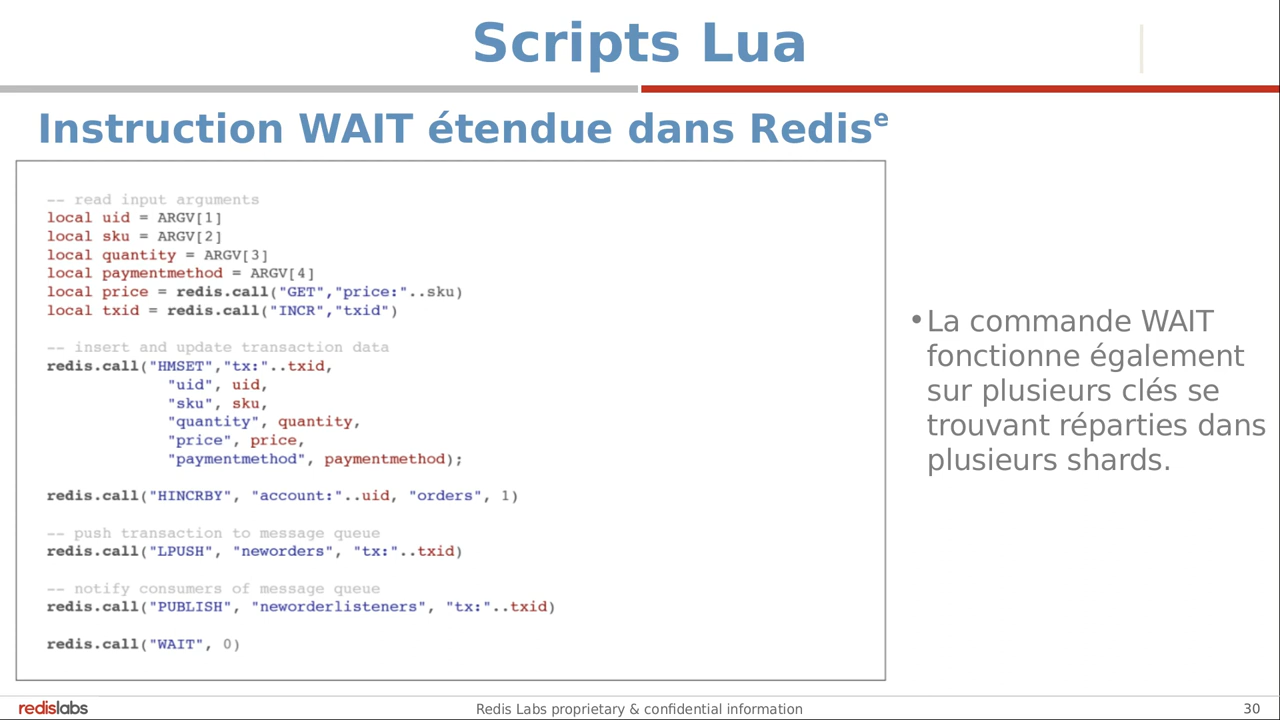 Scripts Lua
Instruction WAIT étendue dans Redisᵉ
-- read input arguments
local uid = ARGV[1]
local sku = ARGV[2]
local quantity = ARGV[3]
local paymentmethod = ARGV[4]
local price = redis.call("GET","price:"..sku)
local txid = redis.call("INCR","txid")
-- insert and update transaction data
redis.call("HMSET","tx:"..txid,
"uid", uid,
"sku", sku,
"quantity", quantity,
"price", price,
"paymentmethod", paymentmethod);
redis.call("HINCRBY", "account:"..uid, "orders", 1)
-- push transaction to message queue
redis.call("LPUSH", "neworders", "tx:"..txid)
-- notify consumers of message queue
redis.call("PUBLISH", "neworderlisteners", "tx:"..txid)
redis.call("WAIT", 0)
•La commande WAIT
fonctionne également
sur plusieurs clés se
trouvant réparties dans
plusieurs shards.
redislabs
Redis Labs proprietary & confidential information
30